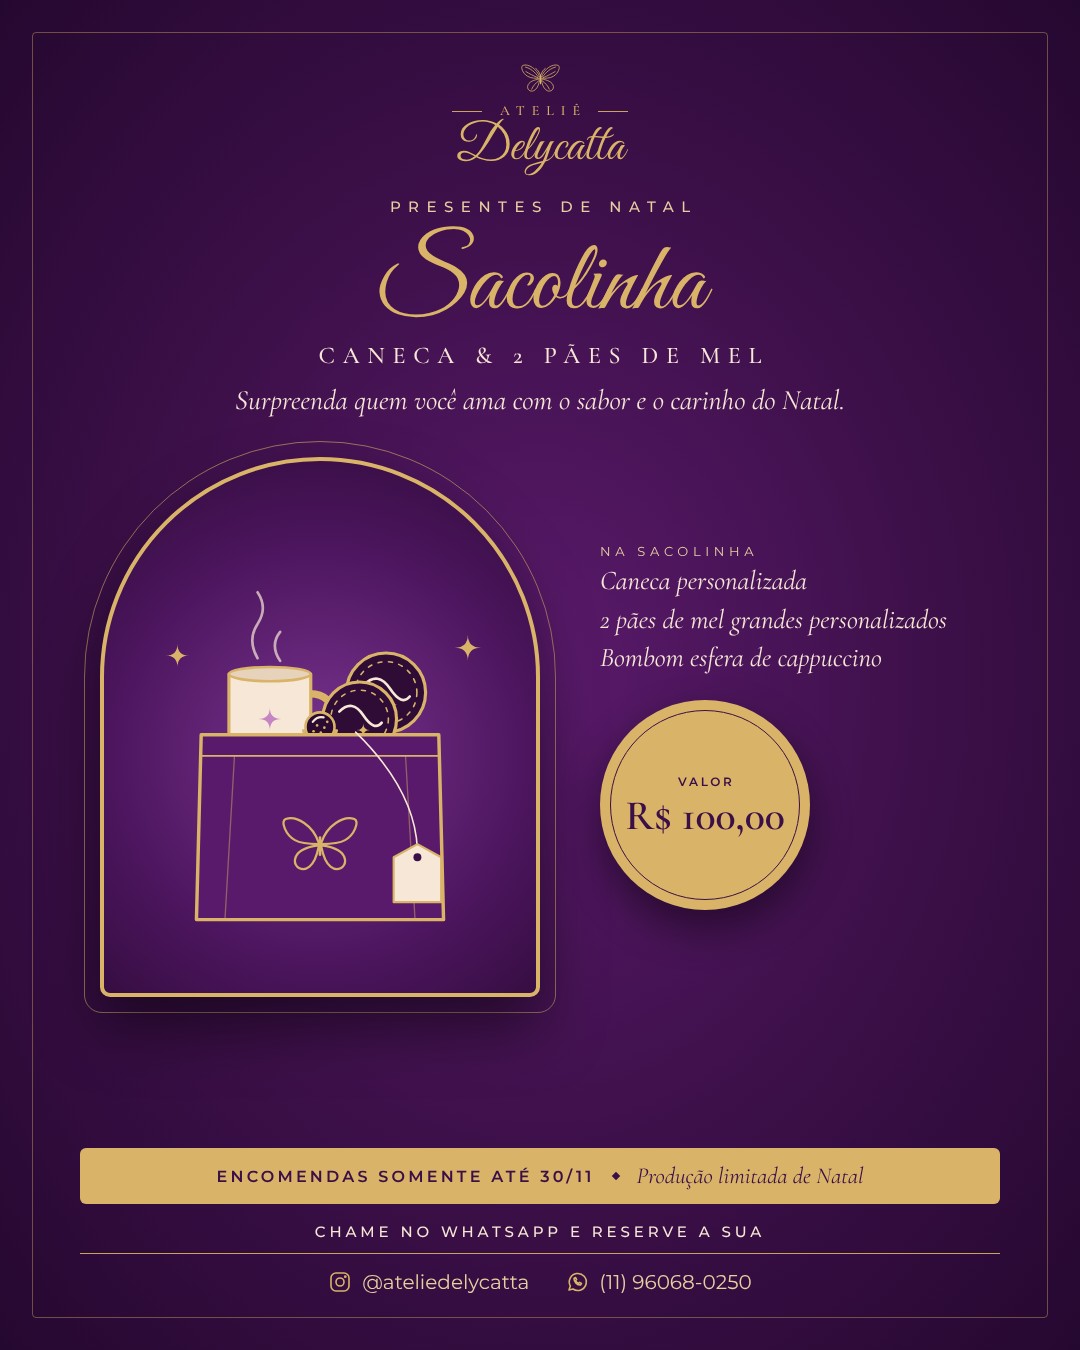 ATELIÊ
Delycatta
PRESENTES DE NATAL
Sacolinha
CANECA & 2 PÃES DE MEL
Surpreenda quem você ama com o sabor e o carinho do Natal.
NA SACOLINHA
Caneca personalizada
2 pães de mel grandes personalizados
Bombom esfera de cappuccino
VALOR
R$ 100,00
ENCOMENDAS SOMENTE ATÉ 30/11 ◆ Produção limitada de Natal
CHAME NO WHATSAPP E RESERVE A SUA
@ateliedelycatta (11) 96068-0250